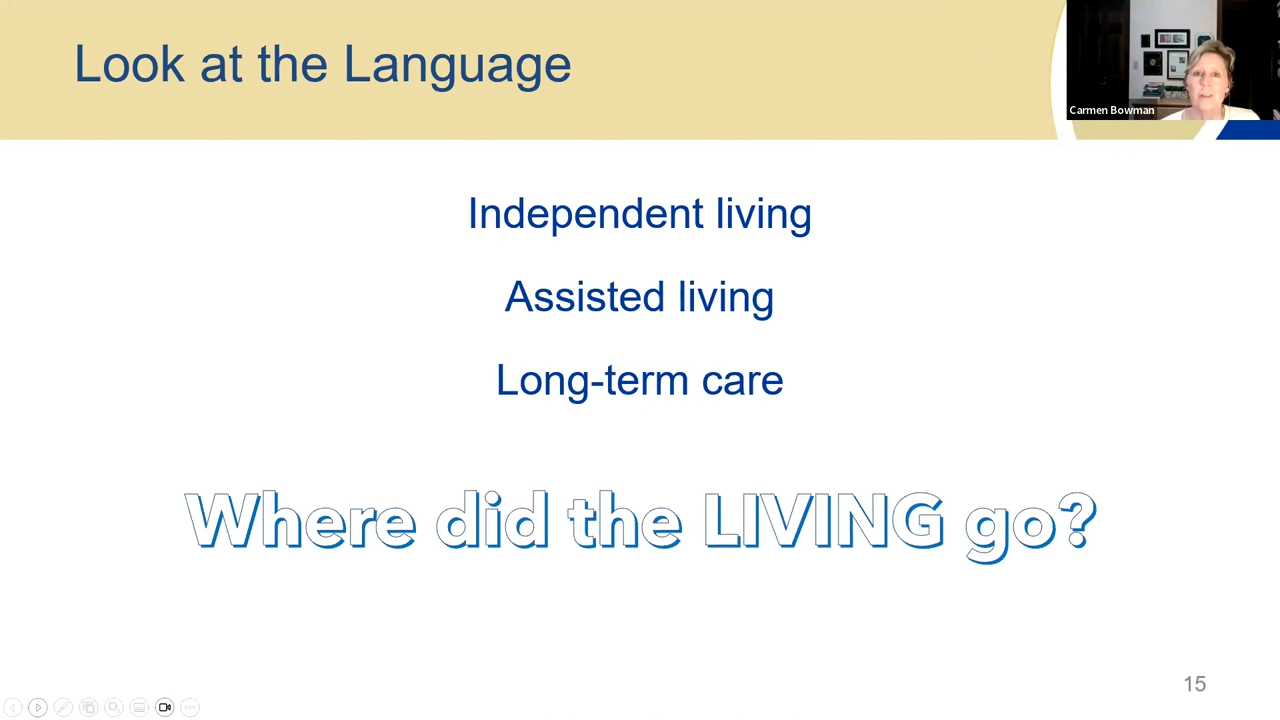 Look at the Language
Carmen Bowman
Independent living
Assisted living
Long-term care
Where did the LIVING go?
15